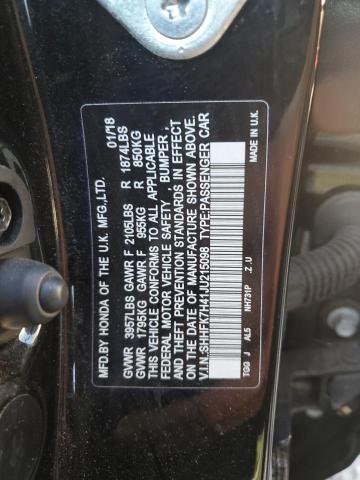 MFD.BY HONDA OF THE U.K. MFG.,LTD. 01/18
GVWR 3957LBS GAWR F 2105LBS R 1874LBS
GVWR 1795KG GAWR F 955KG R 850KG
THIS VEHICLE CONFORMS TO ALL APPLICABLE
FEDERAL MOTOR VEHICLE SAFETY , BUMPER ,
AND THEFT PREVENTION STANDARDS IN EFFECT
ON THE DATE OF MANUFACTURE SHOWN ABOVE.
V.I.N.:SHHFK7H41JU215098 TYPE:PASSENGER CAR
TGG J AL5 NH731P .Z .U MADE IN U.K.